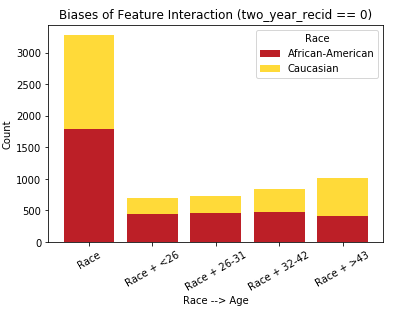 Biases of Feature Interaction (two_year_recid == 0)
Race
African-American
Caucasian
Count
3000
2500
2000
1500
1000
500
0
Race
Race + <26
Race + 26-31
Race + 32-42
Race + >43
Race --> Age